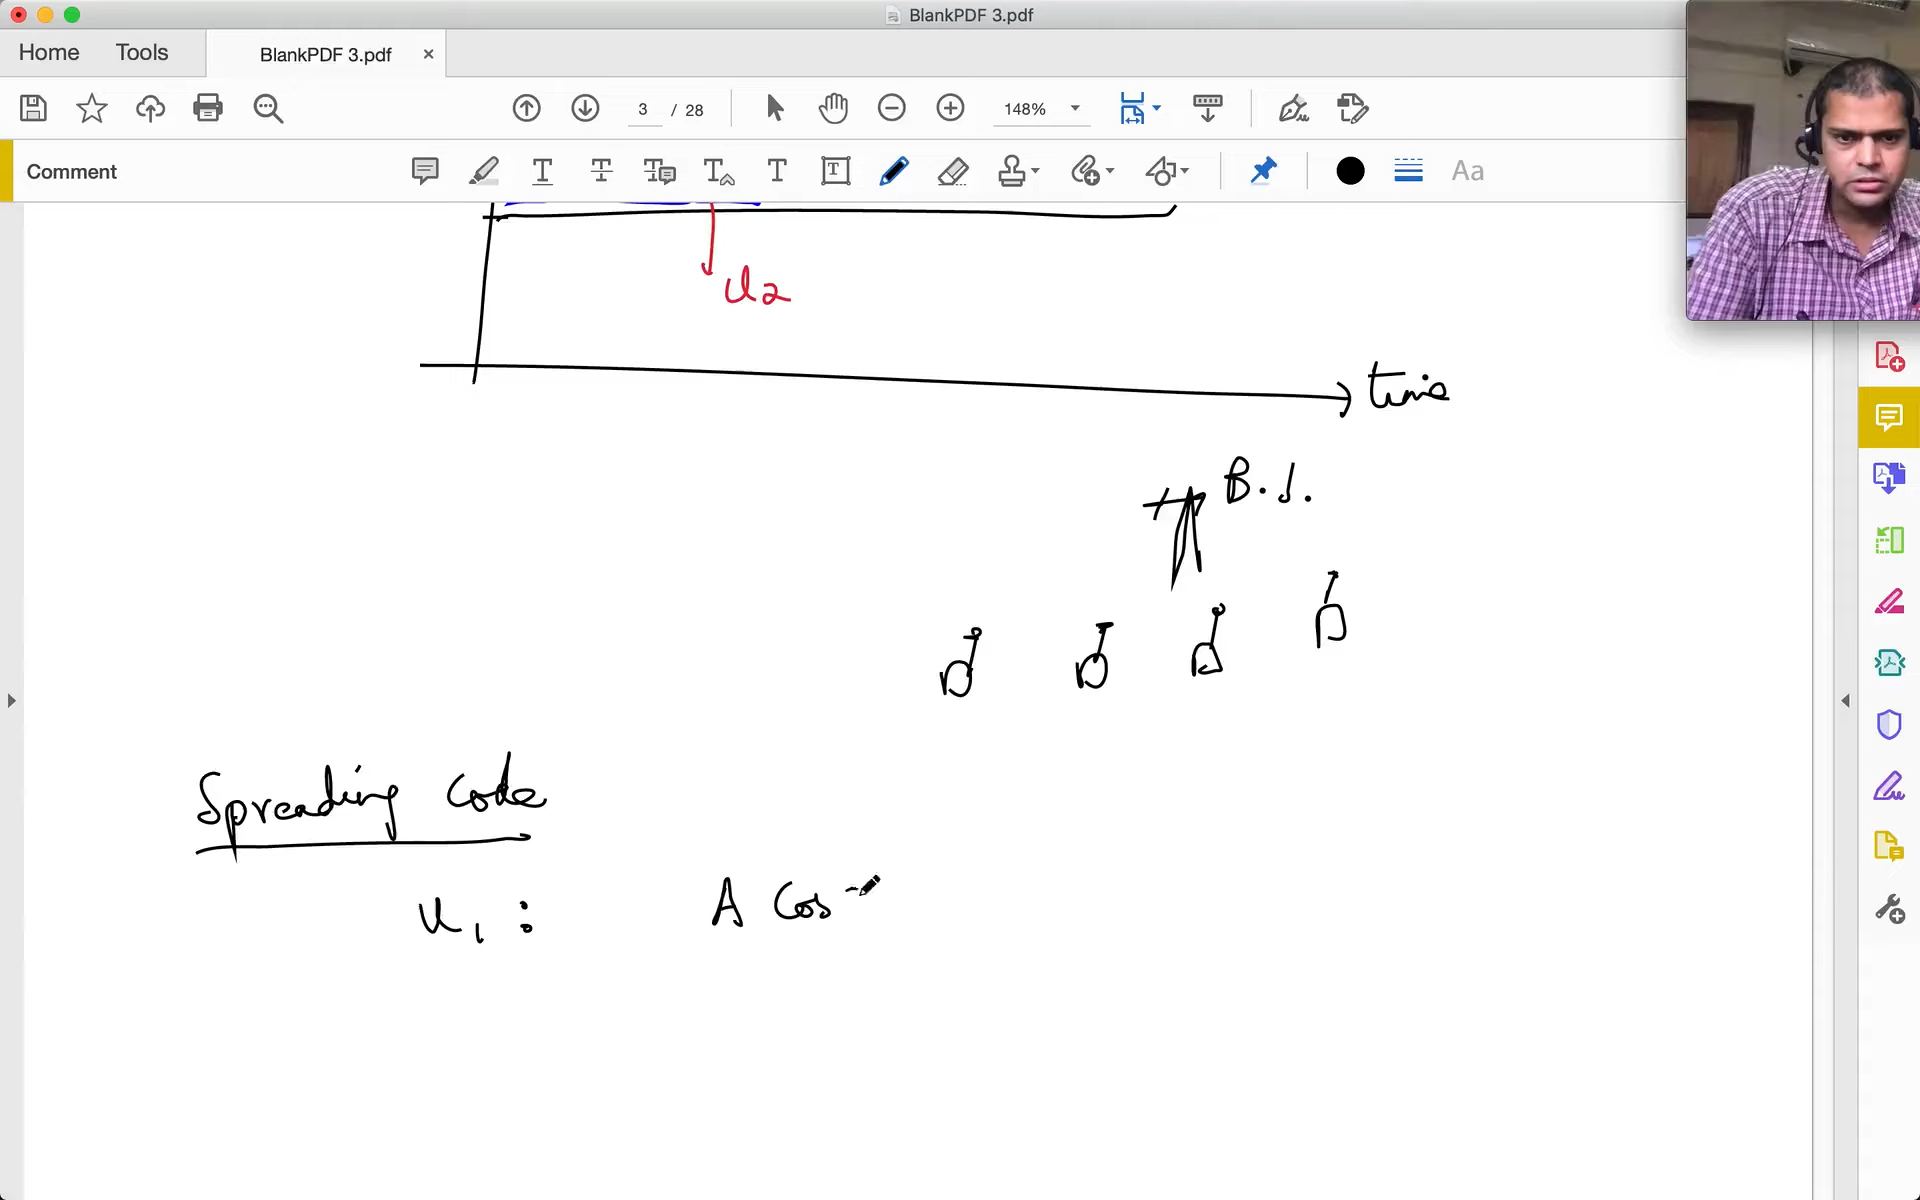 BlankPDF 3.pdf
Home Tools BlankPDF 3.pdf ×
3 / 28 148%
Comment T T T T T T Aa
u2
time
B.S.
Spreading Code
u1 : A Cos